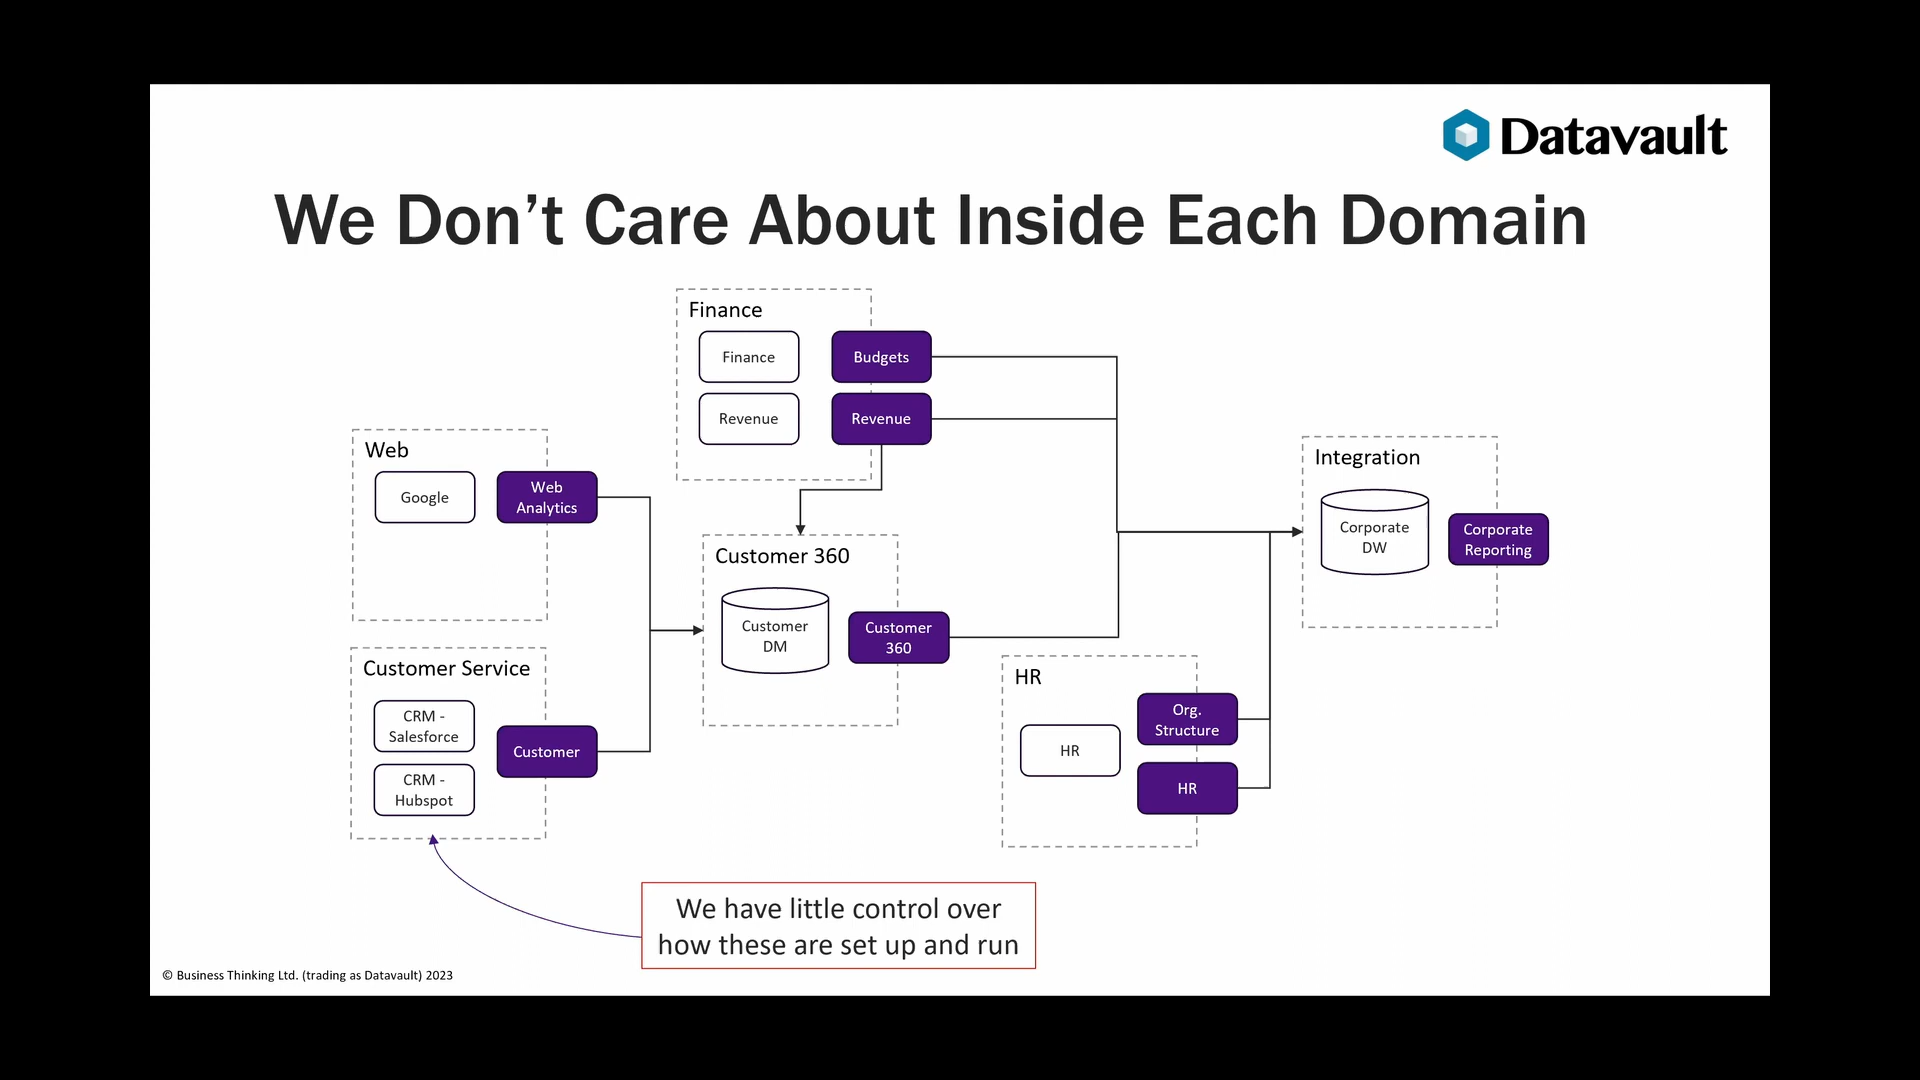 Datavault
We Don’t Care About Inside Each Domain
Finance
Finance
Budgets
Revenue
Revenue
Web
Google
Web
Analytics
Integration
Corporate
DW
Corporate
Reporting
Customer 360
Customer
DM
Customer
360
Customer Service
CRM -
Salesforce
CRM -
Hubspot
Customer
HR
HR
Org.
Structure
HR
We have little control over
how these are set up and run
© Business Thinking Ltd. (trading as Datavault) 2023